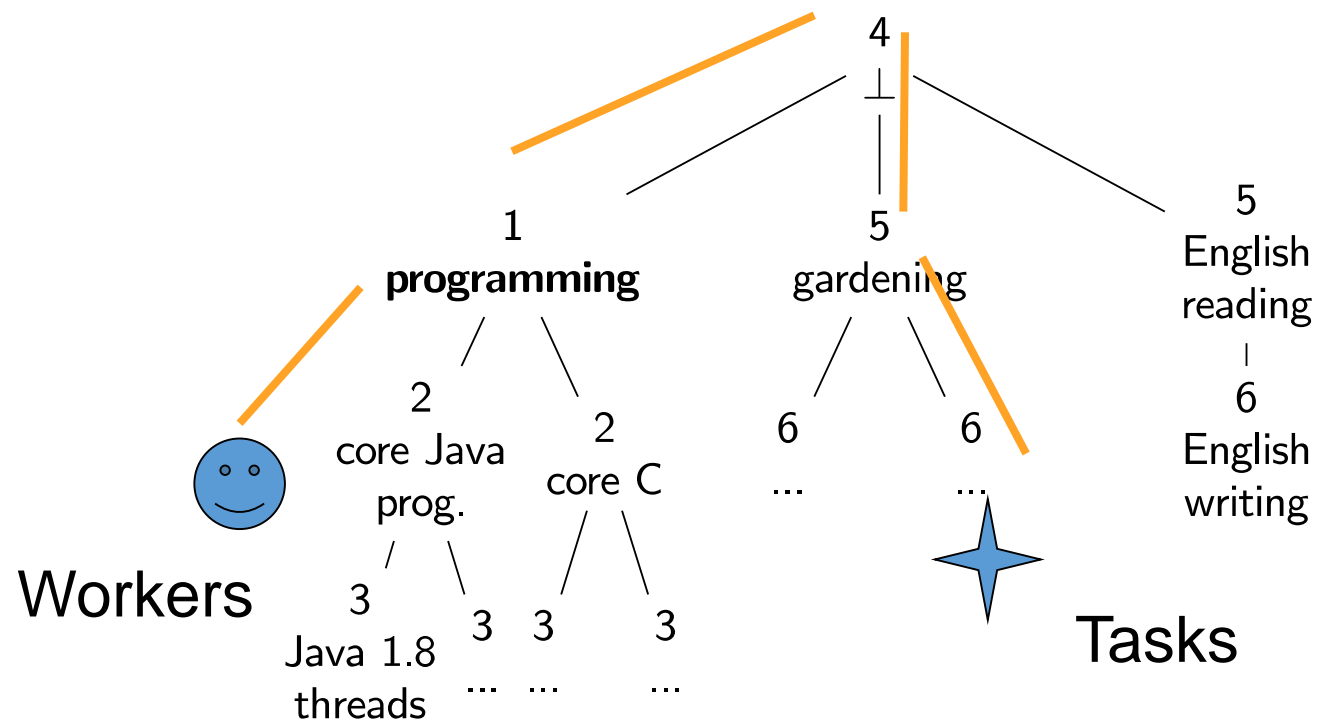 4
⊥
1
programming
5
gardening
5
English
reading
2
core Java
prog.
2
core C
6
...
6
...
6
English
writing
Workers
3
Java 1.8
threads
3
...
3
...
3
...
Tasks